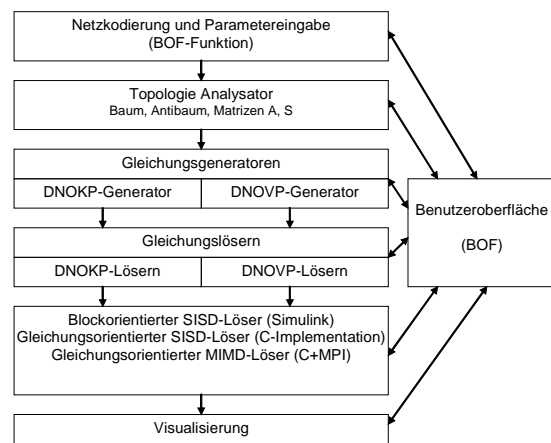 Netzkodierung und Parametereingabe
(BOF-Funktion)
Topologie Analysator
Baum, Antibaum, Matrizen A, S
Gleichungsgeneratoren
DNOKP-Generator
DNOVP-Generator
Gleichungslösern
DNOKP-Lösern
DNOVP-Lösern
Blockorientierter SISD-Löser (Simulink)
Gleichungsorientierter SISD-Löser (C-Implementation)
Gleichungsorientierter MIMD-Löser (C+MPI)
Visualisierung
Benutzeroberfläche
(BOF)